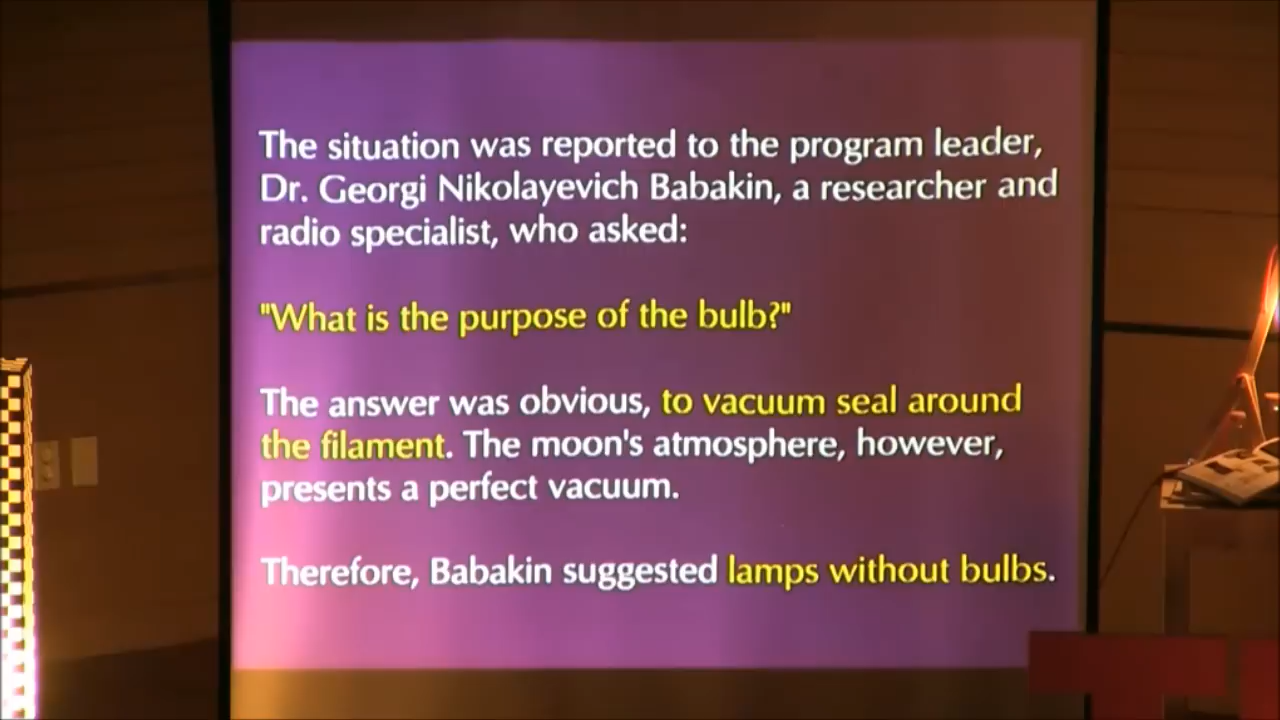 The situation was reported to the program leader,
Dr. Georgi Nikolayevich Babakin, a researcher and
radio specialist, who asked:
"What is the purpose of the bulb?"
The answer was obvious, to vacuum seal around
the filament. The moon's atmosphere, however,
presents a perfect vacuum.
Therefore, Babakin suggested lamps without bulbs.